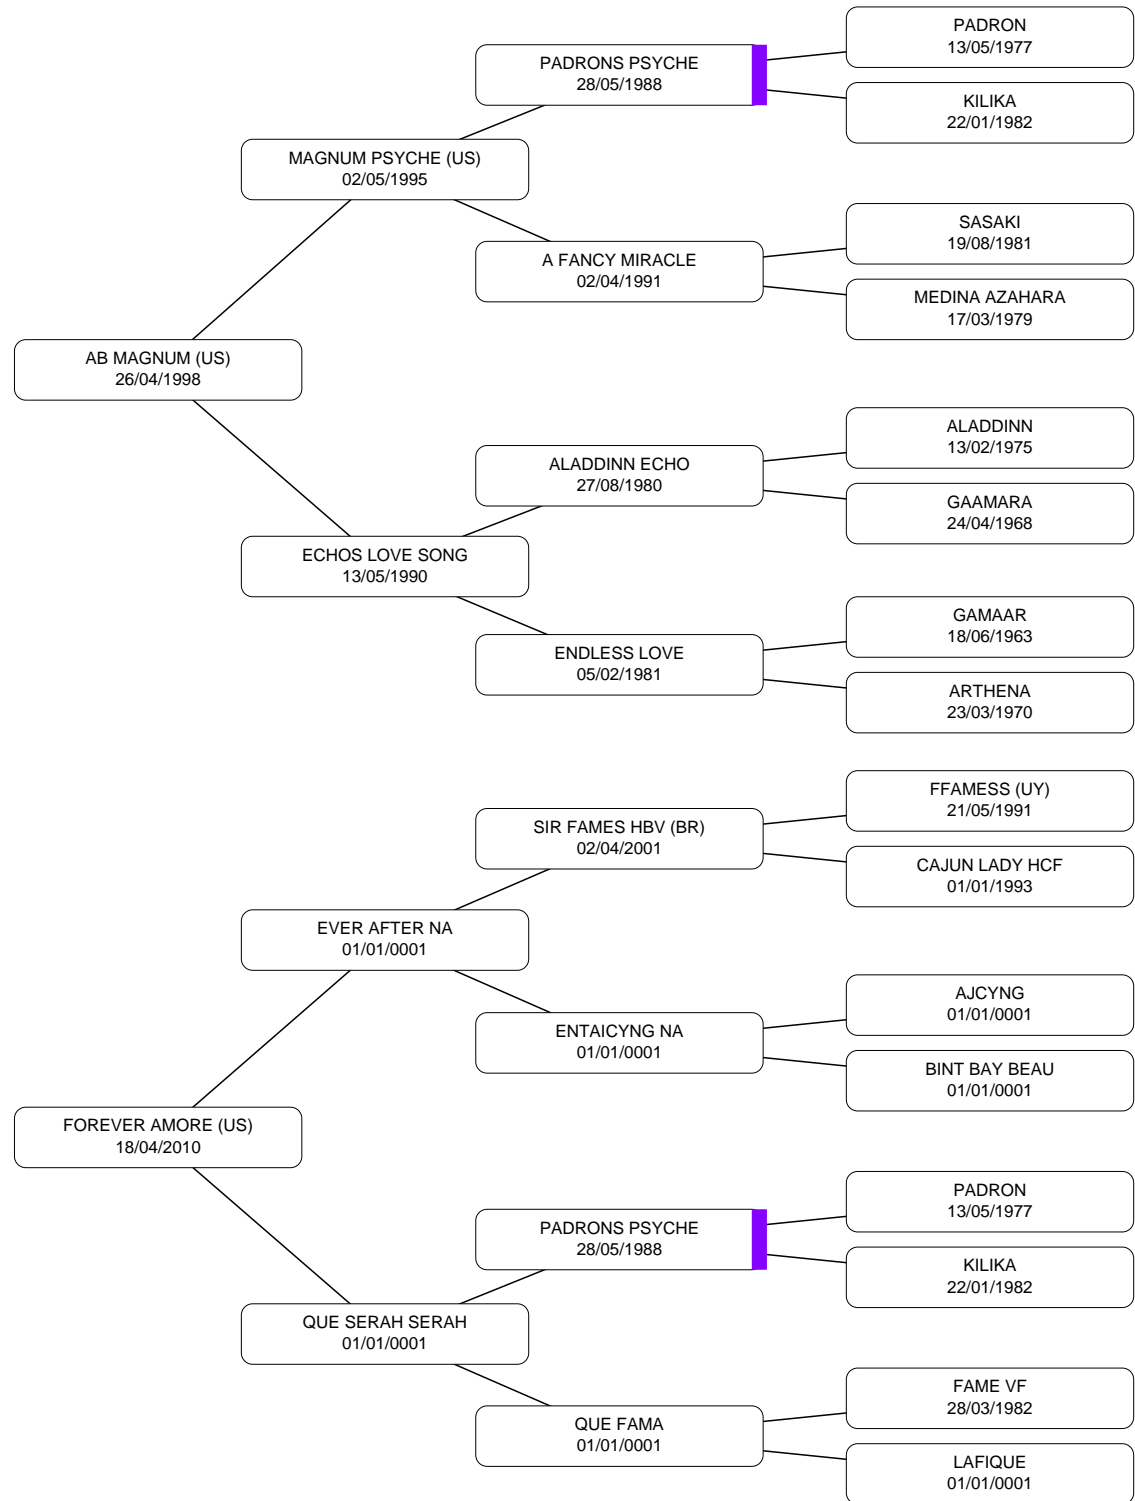 PADRON
13/05/1977
PADRONS PSYCHE
28/05/1988
KILIKA
22/01/1982
MAGNUM PSYCHE (US)
02/05/1995
SASAKI
19/08/1981
A FANCY MIRACLE
02/04/1991
MEDINA AZAHARA
17/03/1979
AB MAGNUM (US)
26/04/1998
ALADDINN
13/02/1975
ALADDINN ECHO
27/08/1980
GAAMARA
24/04/1968
ECHOS LOVE SONG
13/05/1990
GAMAAR
18/06/1963
ENDLESS LOVE
05/02/1981
ARTHENA
23/03/1970
FFAMESS (UY)
21/05/1991
SIR FAMES HBV (BR)
02/04/2001
CAJUN LADY HCF
01/01/1993
EVER AFTER NA
01/01/0001
AJCYNG
01/01/0001
ENTAICYNG NA
01/01/0001
BINT BAY BEAU
01/01/0001
FOREVER AMORE (US)
18/04/2010
PADRON
13/05/1977
PADRONS PSYCHE
28/05/1988
KILIKA
22/01/1982
QUE SERAH SERAH
01/01/0001
FAME VF
28/03/1982
QUE FAMA
01/01/0001
LAFIQUE
01/01/0001